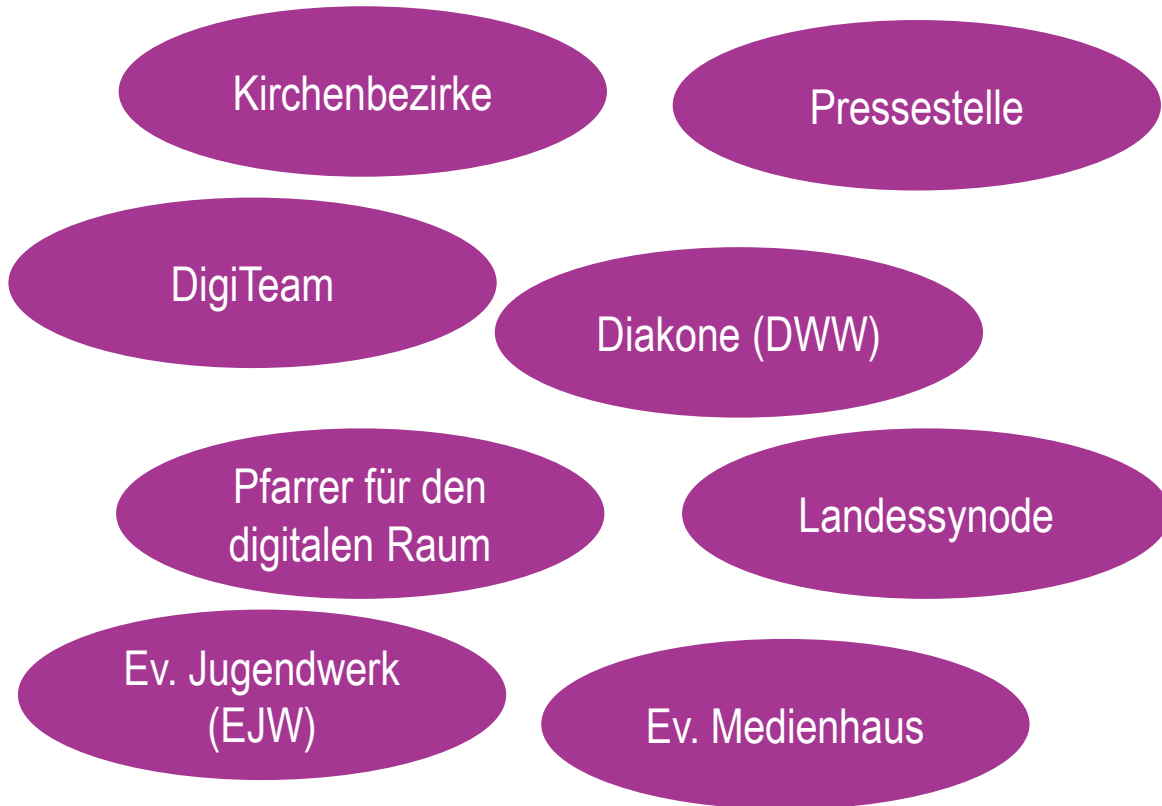 Kirchenbezirke
Pressestelle
DigiTeam
Diakone (DWW)
Pfarrer für den
digitalen Raum
Landessynode
Ev. Jugendwerk
(EJW)
Ev. Medienhaus